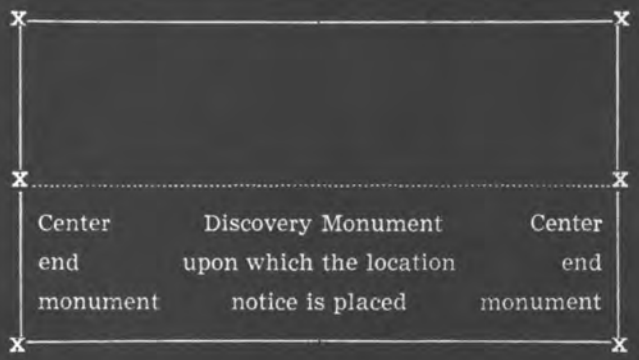 X X
X X
Center Discovery Monument Center
end upon which the location end
monument notice is placed monument
X X